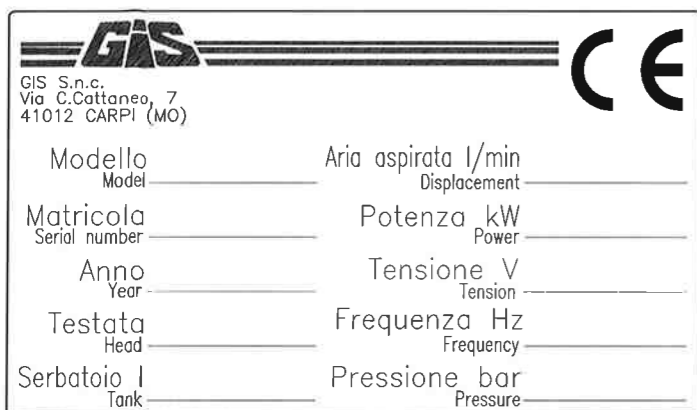 GIS
CE
GIS S.n.c.
Via C.Cattaneo, 7
41012 CARPI (MO)
Modello
Model
Aria aspirata l/min
Displacement
Matricola
Serial number
Potenza kW
Power
Anno
Year
Tensione V
Tension
Testata
Head
Frequenza Hz
Frequency
Serbatoio l
Tank
Pressione bar
Pressure